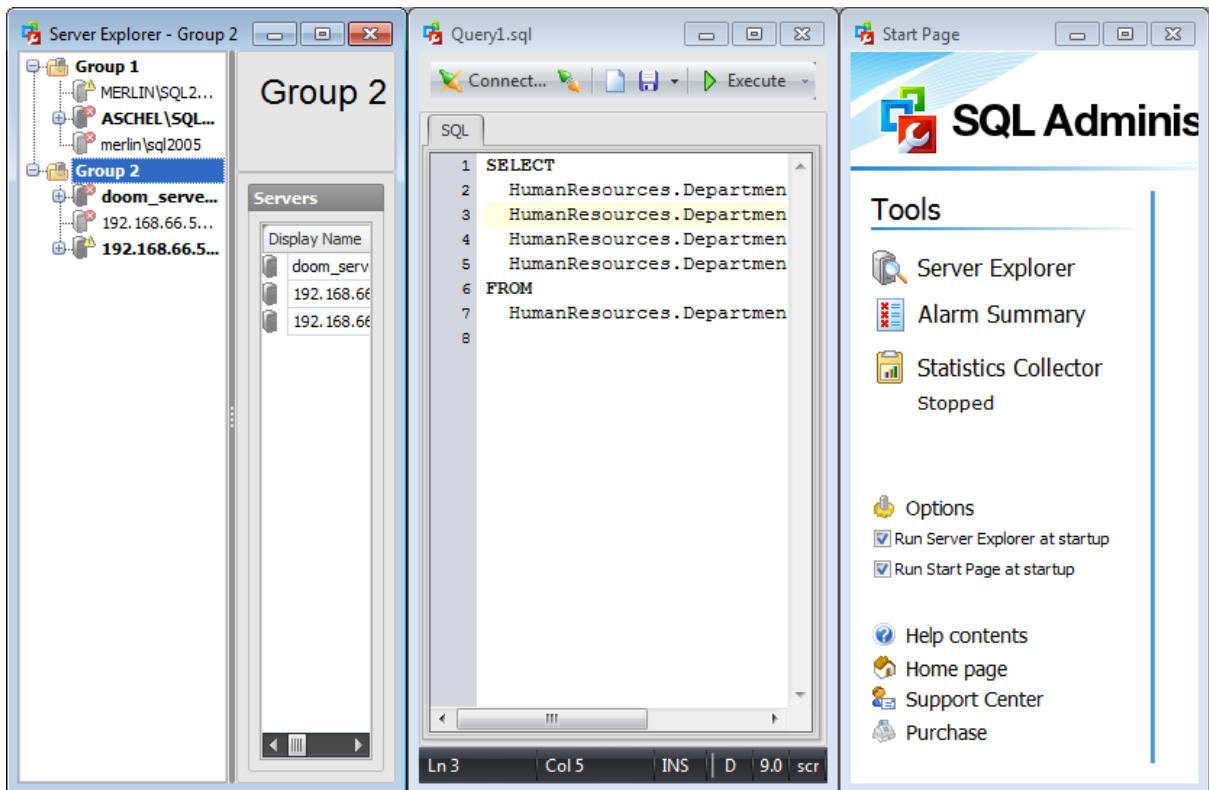 Server Explorer - Group 2
Group 1
MERLIN\SQL2...
ASCHEL\SQL...
merlin\sql2005
Group 2
doom_serve...
192.168.66.5...
192.168.66.5...
Group 2
Servers
Display Name
doom_serv
192.168.66
192.168.66
Query1.sql
Connect... Execute
SQL
1 SELECT
2 HumanResources.Departmen
3 HumanResources.Departmen
4 HumanResources.Departmen
5 HumanResources.Departmen
6 FROM
7 HumanResources.Departmen
8
Ln 3 Col 5 INS D 9.0 scr
Start Page
SQL Adminis
Tools
Server Explorer
Alarm Summary
Statistics Collector
Stopped
Options
Run Server Explorer at startup
Run Start Page at startup
Help contents
Home page
Support Center
Purchase